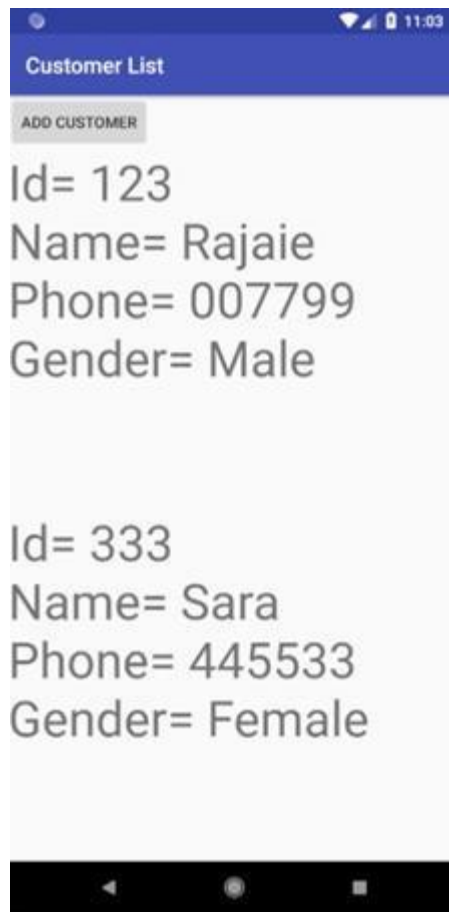 11:03
Customer List
ADD CUSTOMER
Id= 123
Name= Rajaie
Phone= 007799
Gender= Male
Id= 333
Name= Sara
Phone= 445533
Gender= Female